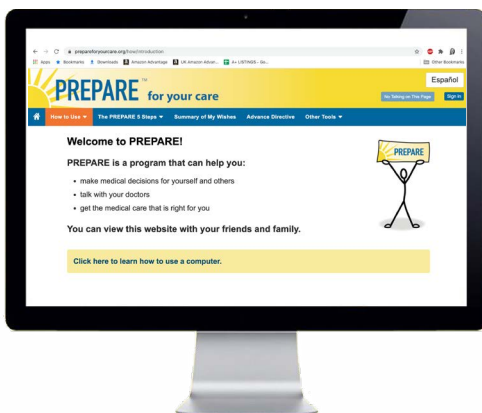 prepareforyourcare.org/how/introduction
Apps Bookmarks Downloads Amazon Advantage UK Amazon Advan... A+ LISTINGS - Go... Other Bookmarks
Español
PREPARE™ for your care
No Talking on This Page Sign In
How to Use The PREPARE 5 Steps Summary of My Wishes Advance Directive Other Tools
Welcome to PREPARE!
PREPARE
PREPARE is a program that can help you:
• make medical decisions for yourself and others
• talk with your doctors
• get the medical care that is right for you
You can view this website with your friends and family.
Click here to learn how to use a computer.